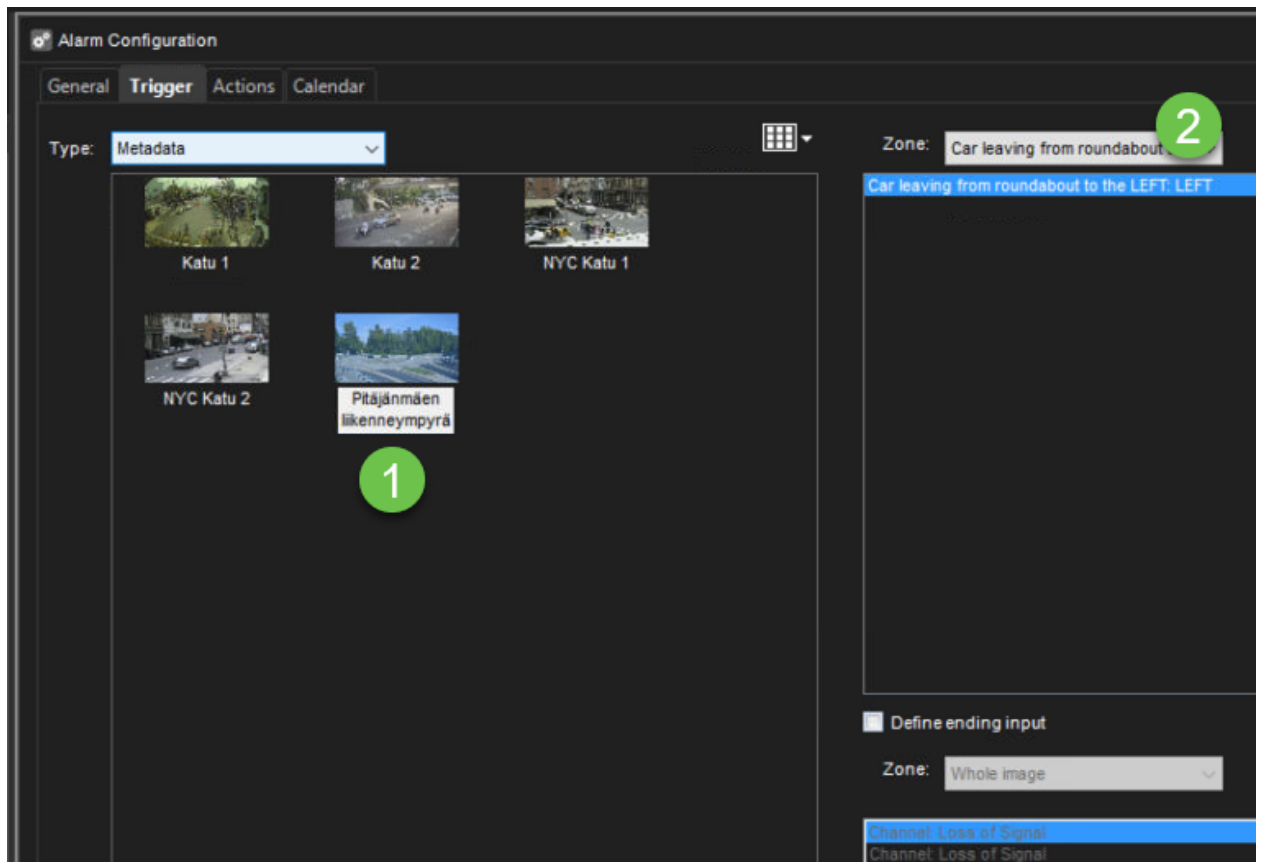 Alarm Configuration
General Trigger Actions Calendar
Type: Metadata
Zone: Car leaving from roundabout
2
Car leaving from roundabout to the LEFT: LEFT
Katu 1
Katu 2
NYC Katu 1
NYC Katu 2
Pitäjänmäen
liikenneympyrä
1
Define ending input
Zone: Whole image
Channel: Loss of Signal
Channel: Loss of Signal